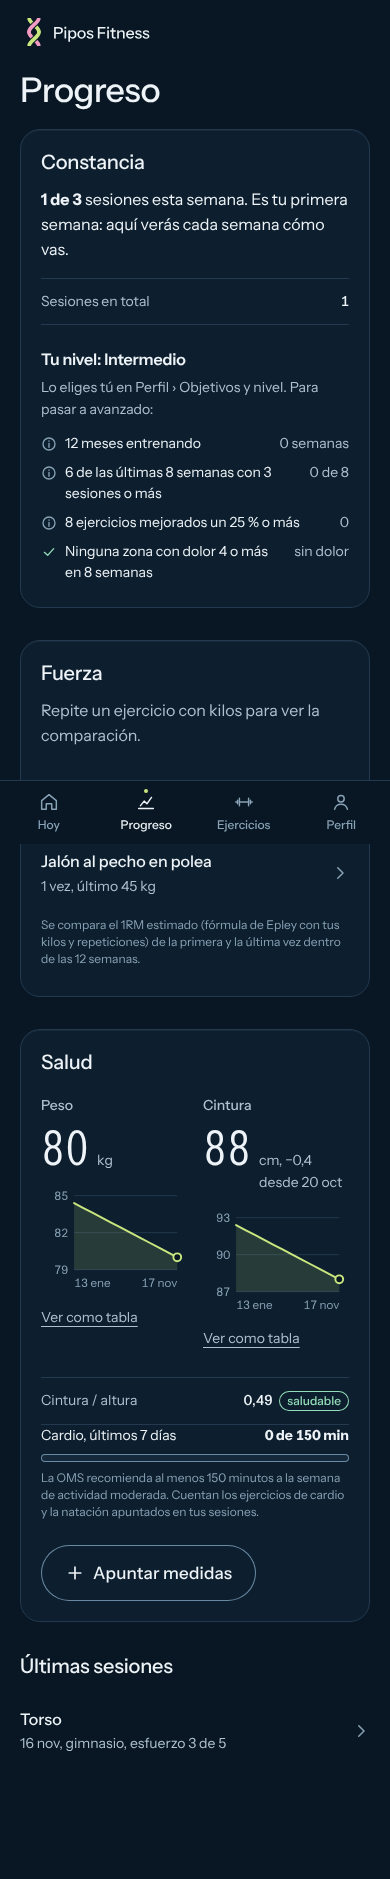 Pipos Fitness
Progreso
Constancia
1 de 3 sesiones esta semana. Es tu primera
semana: aquí verás cada semana cómo
vas.
Sesiones en total 1
Tu nivel: Intermedio
Lo eliges tú en Perfil › Objetivos y nivel. Para
pasar a avanzado:
12 meses entrenando 0 semanas
6 de las últimas 8 semanas con 3 0 de 8
sesiones o más
8 ejercicios mejorados un 25 % o más 0
Ninguna zona con dolor 4 o más sin dolor
en 8 semanas
Fuerza
Repite un ejercicio con kilos para ver la
comparación.
Hoy Progreso Ejercicios Perfil
Jalón al pecho en polea
1 vez, último 45 kg
Se compara el 1RM estimado (fórmula de Epley con tus
kilos y repeticiones) de la primera y la última vez dentro
de las 12 semanas.
Salud
Peso Cintura
80 kg 88 cm, −0,4
desde 20 oct
85
82
79
13 ene 17 nov
Ver como tabla
93
90
87
13 ene 17 nov
Ver como tabla
Cintura / altura 0,49 saludable
Cardio, últimos 7 días 0 de 150 min
La OMS recomienda al menos 150 minutos a la semana
de actividad moderada. Cuentan los ejercicios de cardio
y la natación apuntados en tus sesiones.
+ Apuntar medidas
Últimas sesiones
Torso
16 nov, gimnasio, esfuerzo 3 de 5